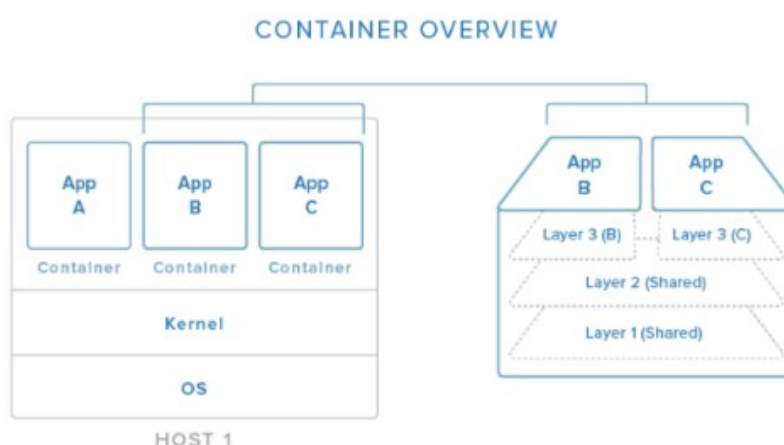 CONTAINER OVERVIEW
App
A
App
B
App
C
Container
Container
Container
Kernel
OS
HOST 1
App
B
App
C
Layer 3 (B)
Layer 3 (C)
Layer 2 (Shared)
Layer 1 (Shared)